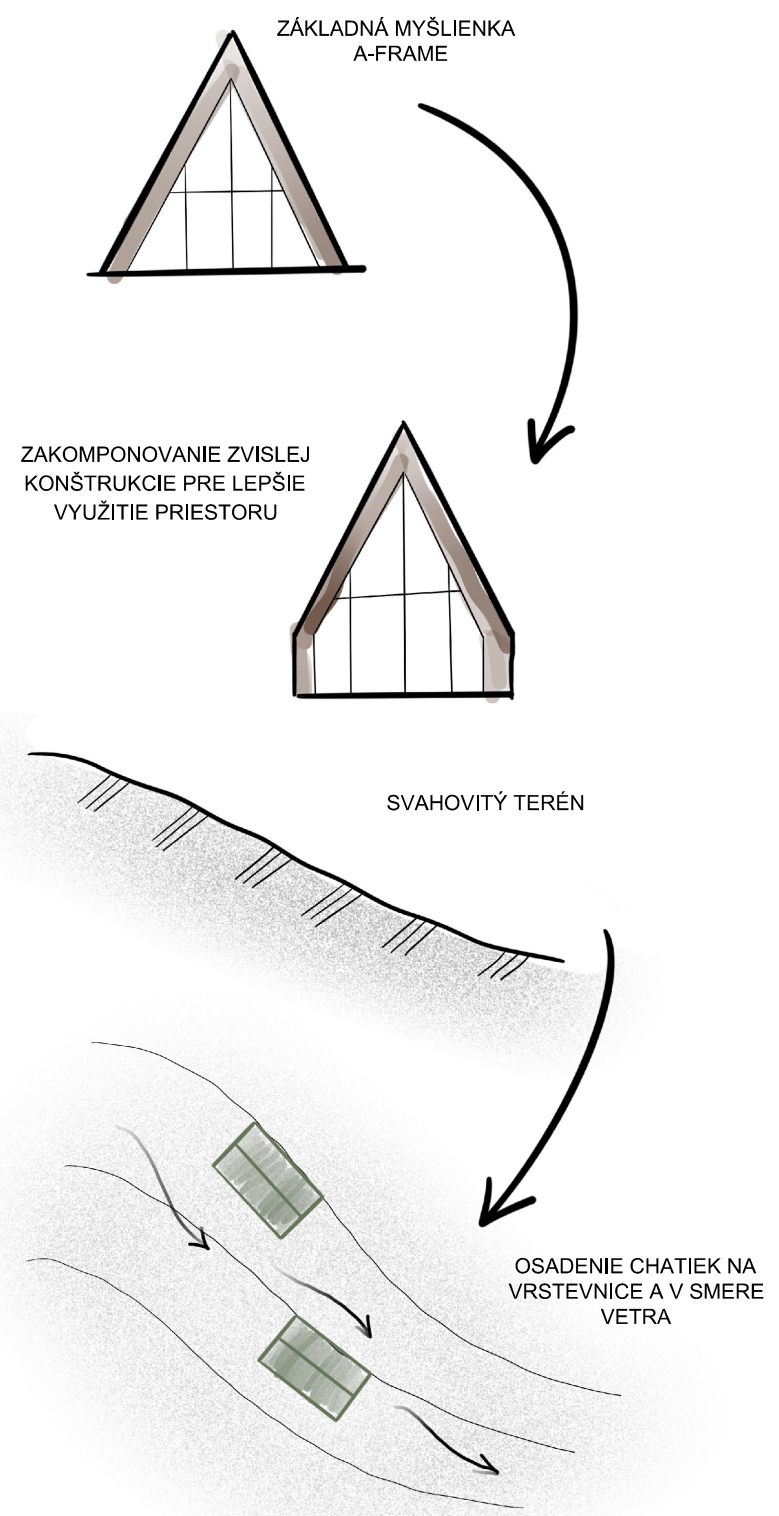 ZÁKLADNÁ MYŠLIENKA
A-FRAME
ZAKOMPONOVANIE ZVISLEJ
KONŠTRUKCIE PRE LEPŠIE
VYUŽITIE PRIESTORU
SVAHOVITÝ TERÉN
OSADENIE CHATIEK NA
VRSTEVNICE A V SMERE
VETRA